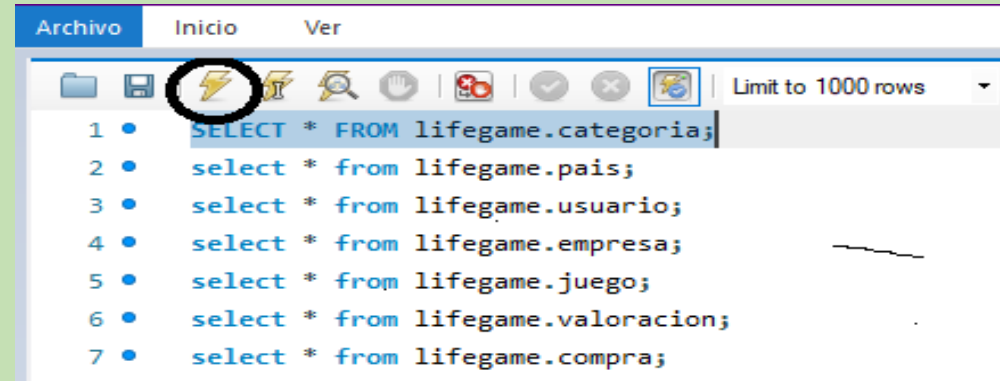 Archivo Inicio Ver
Limit to 1000 rows
1 SELECT * FROM lifegame.categoria;
2 select * from lifegame.pais;
3 select * from lifegame.usuario;
4 select * from lifegame.empresa;
5 select * from lifegame.juego;
6 select * from lifegame.valoracion;
7 select * from lifegame.compra;